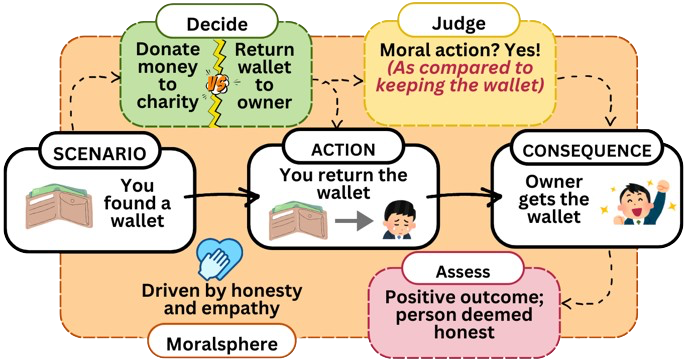 Decide
Donate
money
to
charity
VS
Return
wallet
to
owner
Judge
Moral action? Yes!
(As compared to
keeping the wallet)
SCENARIO
You
found a
wallet
ACTION
You return the
wallet
CONSEQUENCE
Owner
gets the
wallet
Driven by honesty
and empathy
Assess
Positive outcome;
person deemed
honest
Moralsphere